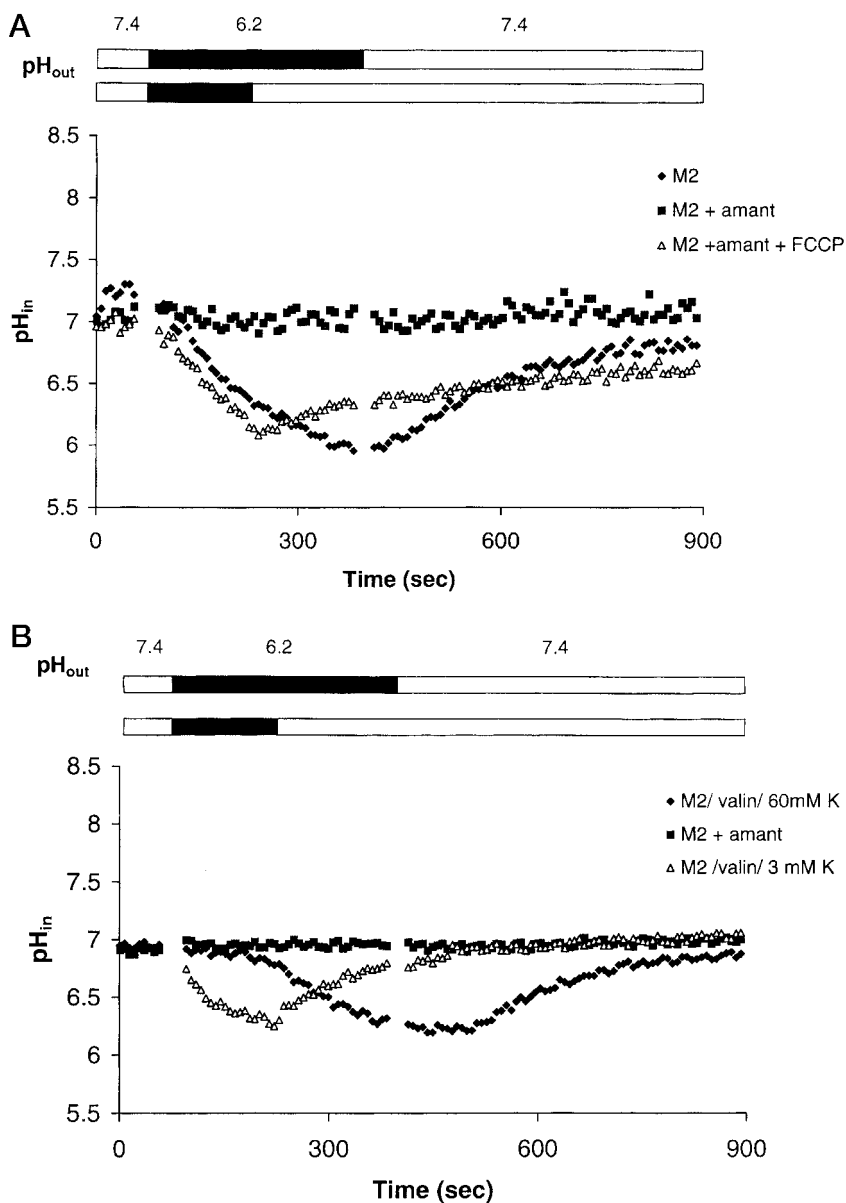 A
7.4 6.2 7.4
pHout
8.5
8
7.5
7
6.5
6
5.5
pHin
M2
M2 + amant
M2 +amant + FCCP
0 300 600 900
Time (sec)
B
7.4 6.2 7.4
pHout
8.5
8
7.5
7
6.5
6
5.5
pHin
M2/ valin/ 60mM K
M2 + amant
M2 /valin/ 3 mM K
0 300 600 900
Time (sec)